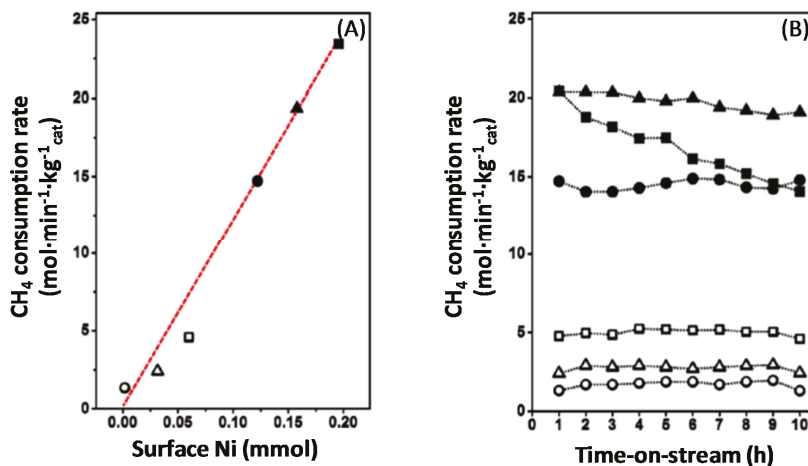 (A)
CH₄ consumption rate
(mol·min⁻¹·kg⁻¹cat)
25
20
15
10
5
0
0.00 0.05 0.10 0.15 0.20
Surface Ni (mmol)
(B)
CH₄ consumption rate
(mol·min⁻¹·kg⁻¹cat)
25
20
15
10
5
0
1 2 3 4 5 6 7 8 9 10
Time-on-stream (h)